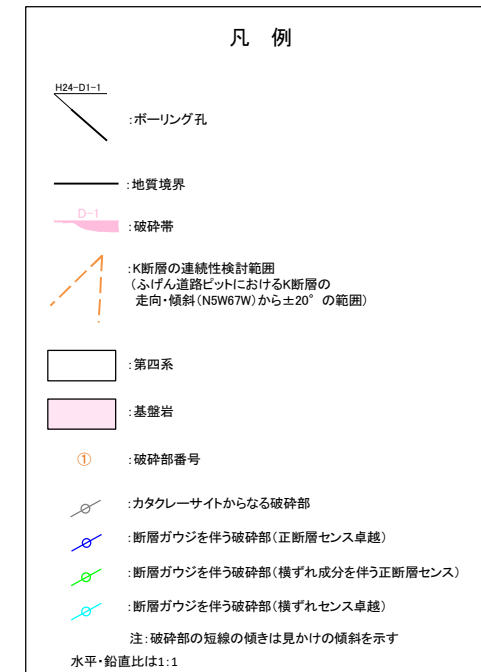 凡 例
H24-D1-1
:ボーリング孔
:地質境界
D-1
:破砕帯
:K断層の連続性検討範囲
(ふげん道路ピットにおけるK断層の
走向・傾斜(N5W67W)から±20°の範囲)
:第四系
:基盤岩
① :破砕部番号
:カタクレーサイトからなる破砕部
:断層ガウジを伴う破砕部(正断層センス卓越)
:断層ガウジを伴う破砕部(横ずれ成分を伴う正断層センス)
:断層ガウジを伴う破砕部(横ずれセンス卓越)
注:破砕部の短線の傾きは見かけの傾斜を示す
水平・鉛直比は1:1